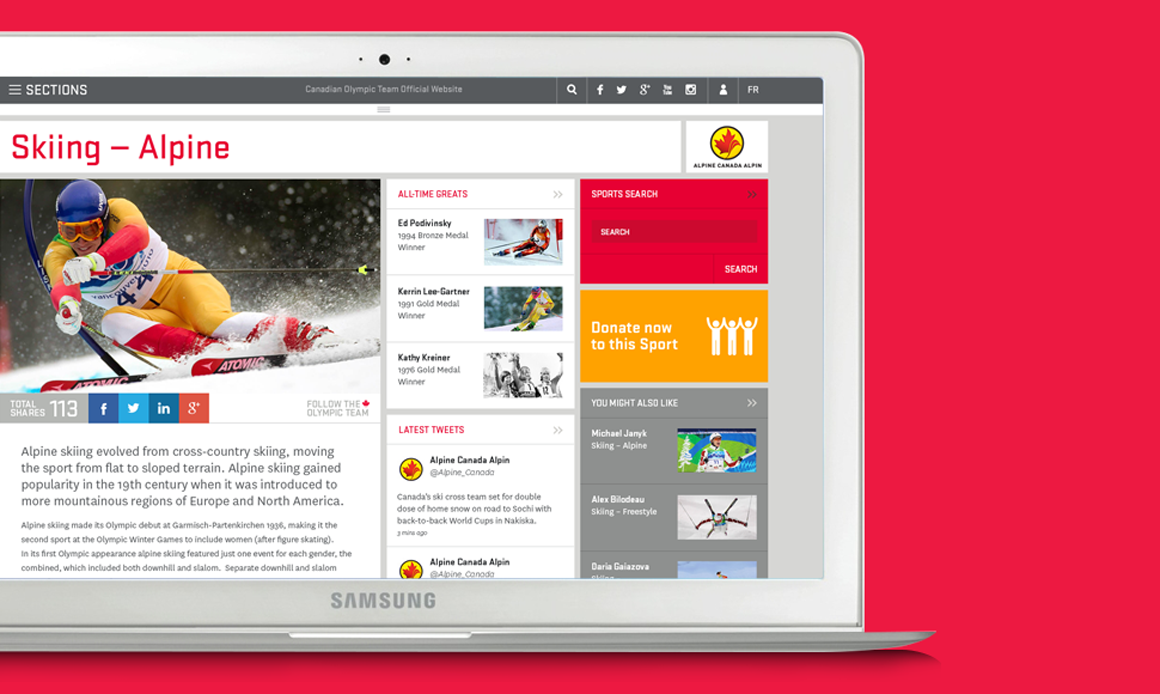 SECTIONS
Canadian Olympic Team Official Website
f
g+
You
Tube
FR
Skiing – Alpine
ALPINE CANADA ALPIN
44
vancouver
ATOMIC
ATOMIC
TOTAL
SHARES 113
f
in
g+
FOLLOW THE
OLYMPIC TEAM
Alpine skiing evolved from cross-country skiing, moving
the sport from flat to sloped terrain. Alpine skiing gained
popularity in the 19th century when it was introduced to
more mountainous regions of Europe and North America.
Alpine skiing made its Olympic debut at Garmisch-Partenkirchen 1936, making it the
second sport at the Olympic Winter Games to include women (after figure skating).
In its first Olympic appearance alpine skiing featured just one event for each gender, the
combined, which included both downhill and slalom. Separate downhill and slalom
ALL-TIME GREATS
Ed Podivinsky
1994 Bronze Medal
Winner
Kerrin Lee-Gartner
1991 Gold Medal
Winner
Kathy Kreiner
1976 Gold Medal
Winner
LATEST TWEETS
Alpine Canada Alpin
@Alpine_Canada
Canada's ski cross team set for double
dose of home snow on road to Sochi with
back-to-back World Cups in Nakiska.
3 mins ago
Alpine Canada Alpin
@Alpine_Canada
SPORTS SEARCH
SEARCH
SEARCH
Donate now
to this Sport
YOU MIGHT ALSO LIKE
Michael Janyk
Skiing – Alpine
Alex Bilodeau
Skiing – Freestyle
Daria Gaiazova
Skiing –
SAMSUNG